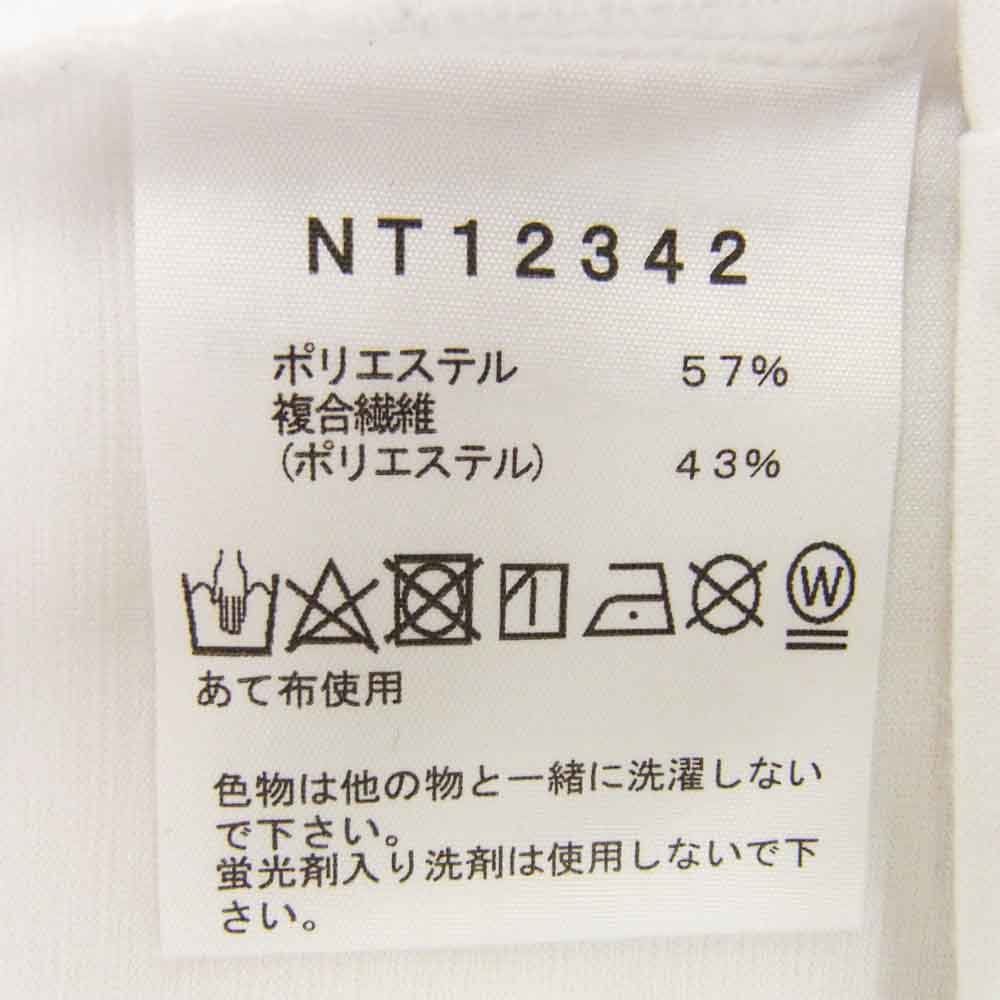 NT12342
ポリエステル 57%
複合繊維
(ポリエステル) 43%
W
あて布使用
色物は他の物と一緒に洗濯しない
で下さい。
蛍光剤入り洗剤は使用しないで下
さい。